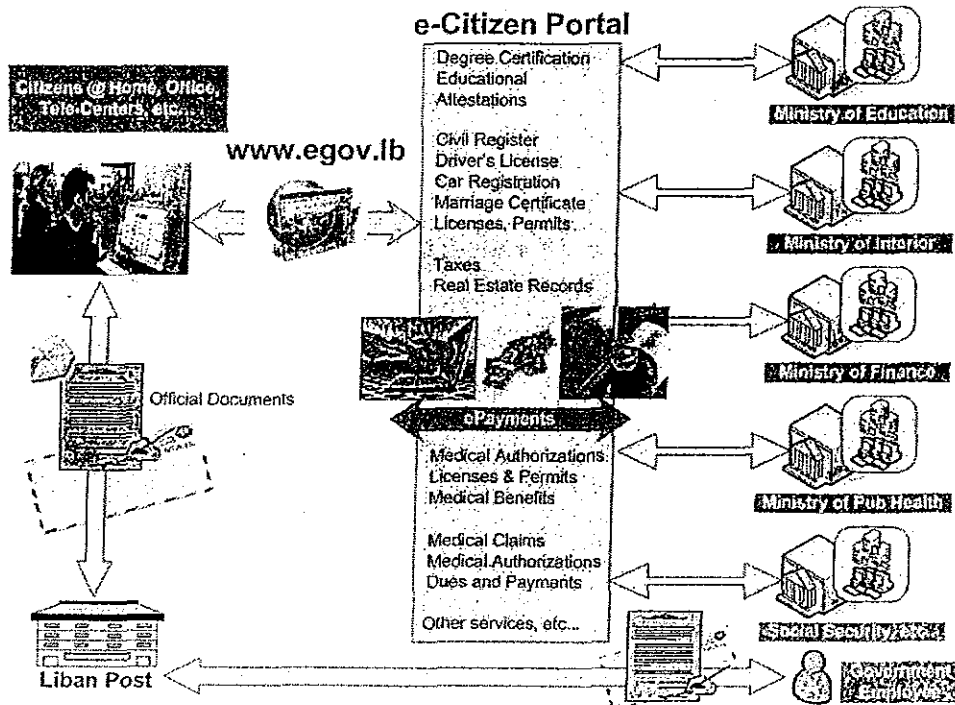 e-Citizen Portal
Citizens @ Home, Office,
Tele-Centers, etc...
www.egov.lb
Degree Certification
Educational
Attestations
Civil Register
Driver's License
Car Registration
Marriage Certificate
Licenses, Permits
Taxes
Real Estate Records
ePayments
Medical Authorizations
Licenses & Permits
Medical Benefits
Medical Claims
Medical Authorizations
Dues and Payments
Other services, etc...
Ministry of Education
Ministry of Interior
Ministry of Finance
Ministry of Pub Health
Social Security, etc...
Official Documents
Liban Post
Government
Employee